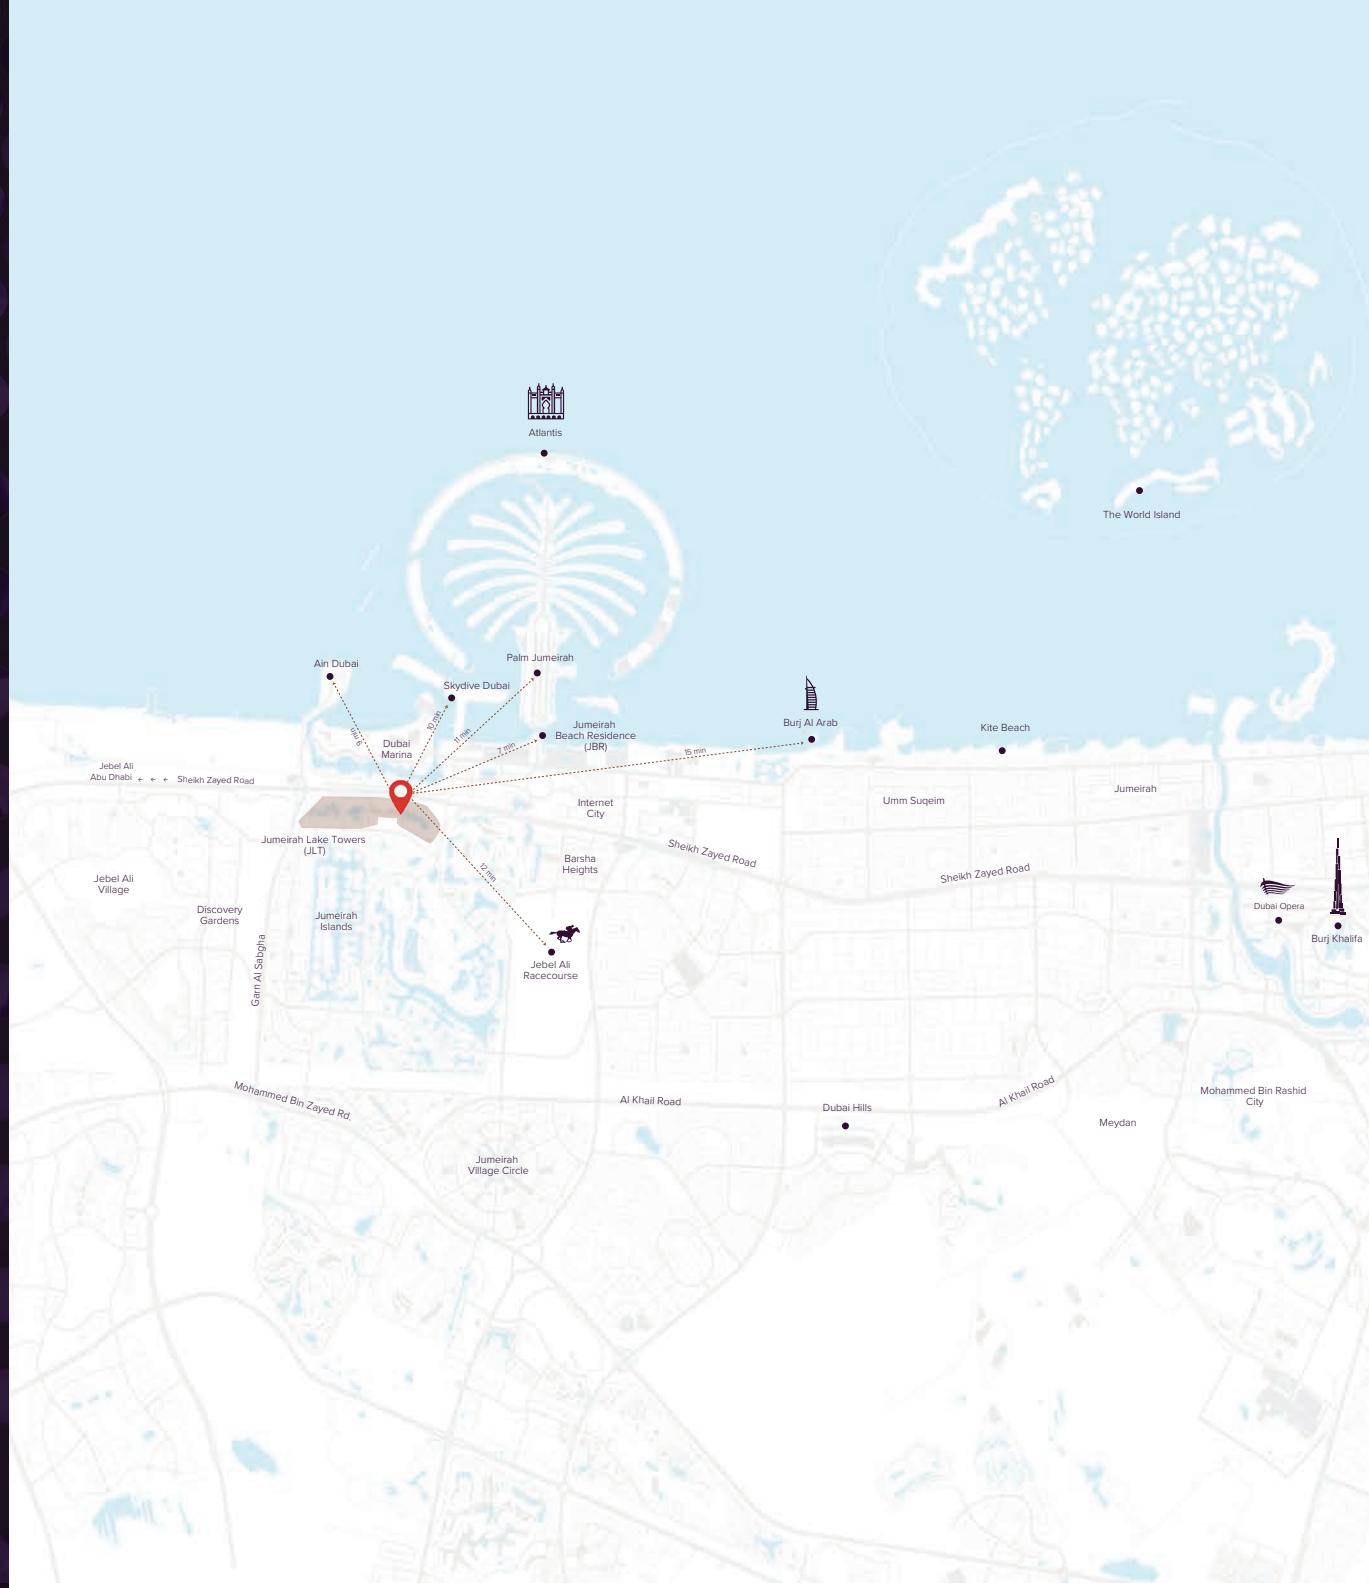 Atlantis
The World Island
Ain Dubai
Palm Jumeirah
Skydive Dubai
9 min
10 min
11 min
7 min
15 min
Dubai
Marina
Jumeirah
Beach Residence
(JBR)
Burj Al Arab
Kite Beach
Jebel Ali
Abu Dhabi ← ← ← Sheikh Zayed Road
Internet
City
Umm Suqeim
Jumeirah
Jumeirah Lake Towers
(JLT)
Sheikh Zayed Road
Barsha
Heights
12 min
Sheikh Zayed Road
Jebel Ali
Village
Discovery
Gardens
Jumeirah
Islands
Dubai Opera
Burj Khalifa
Garn Al Sabgha
Jebel Ali
Racecourse
Mohammed Bin Zayed Rd.
Al Khail Road
Dubai Hills
Al Khail Road
Mohammed Bin Rashid
City
Meydan
Jumeirah
Village Circle